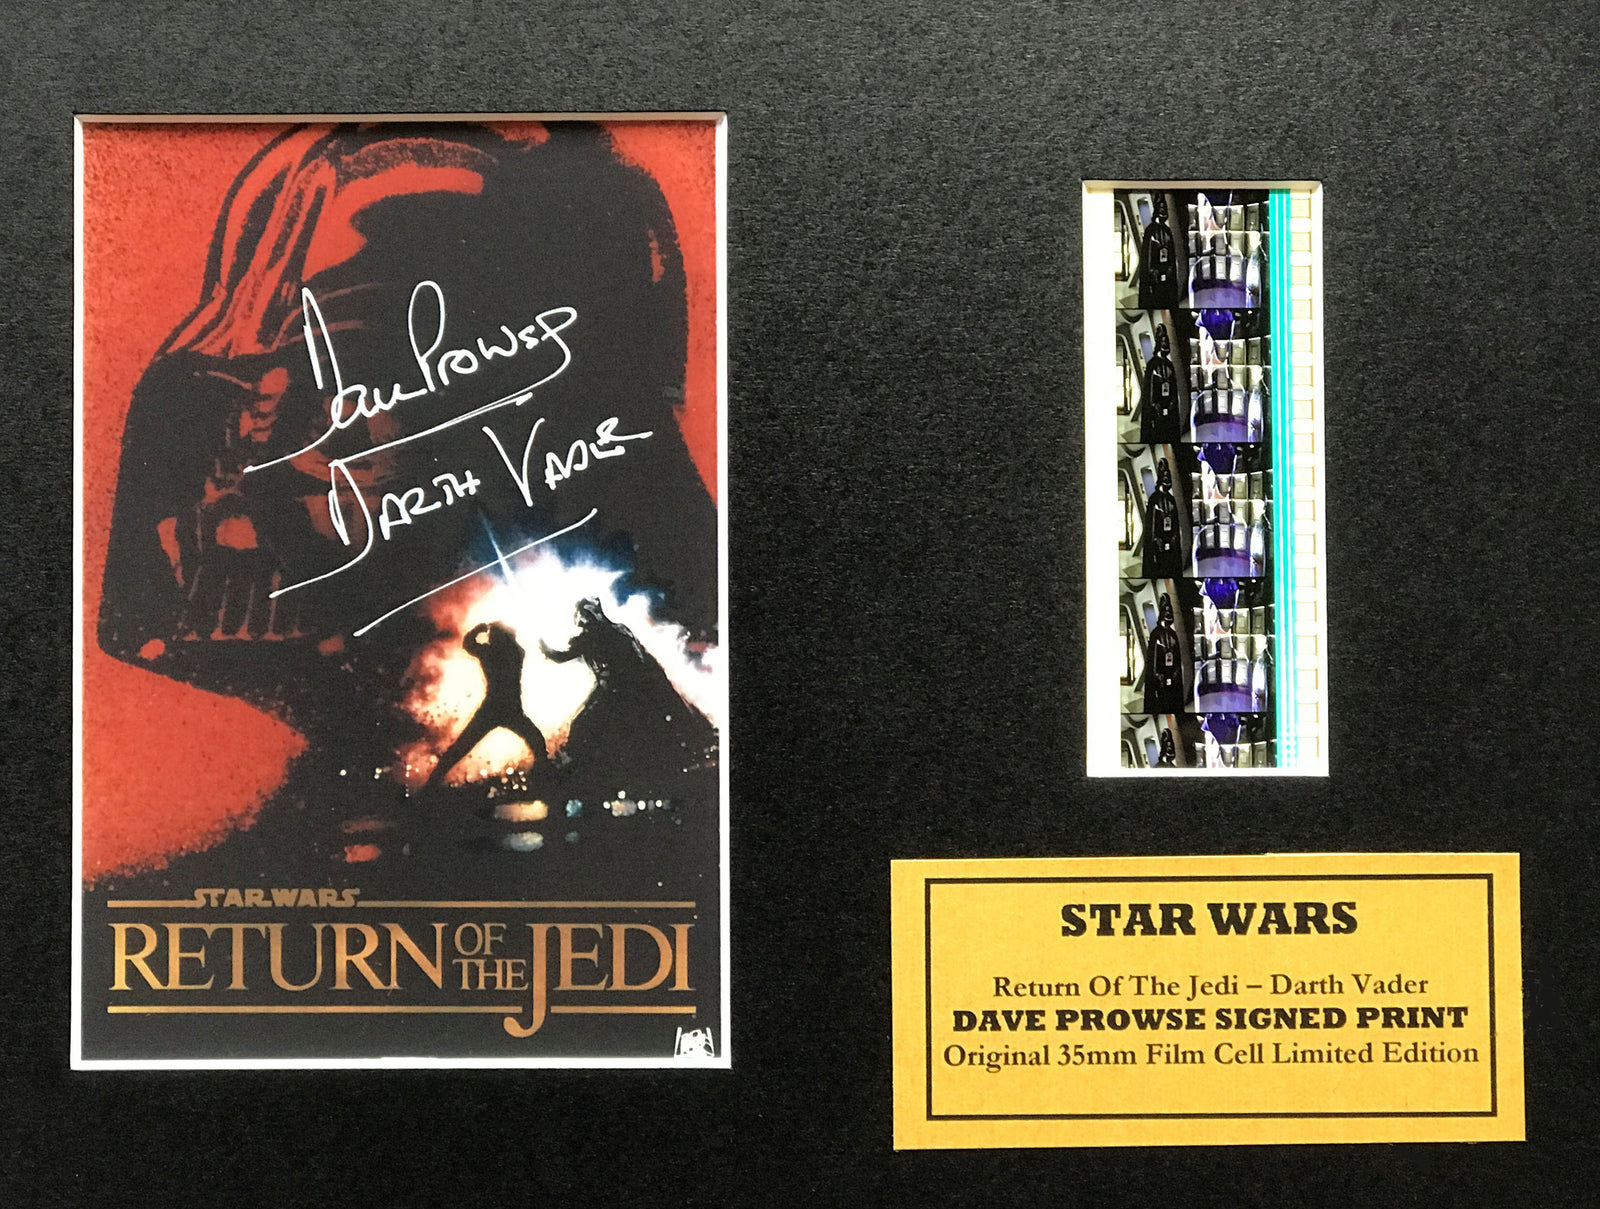 Dave Prowse
Darth Vader
STAR WARS
RETURN OF THE JEDI
STAR WARS
Return Of The Jedi – Darth Vader
DAVE PROWSE SIGNED PRINT
Original 35mm Film Cell Limited Edition